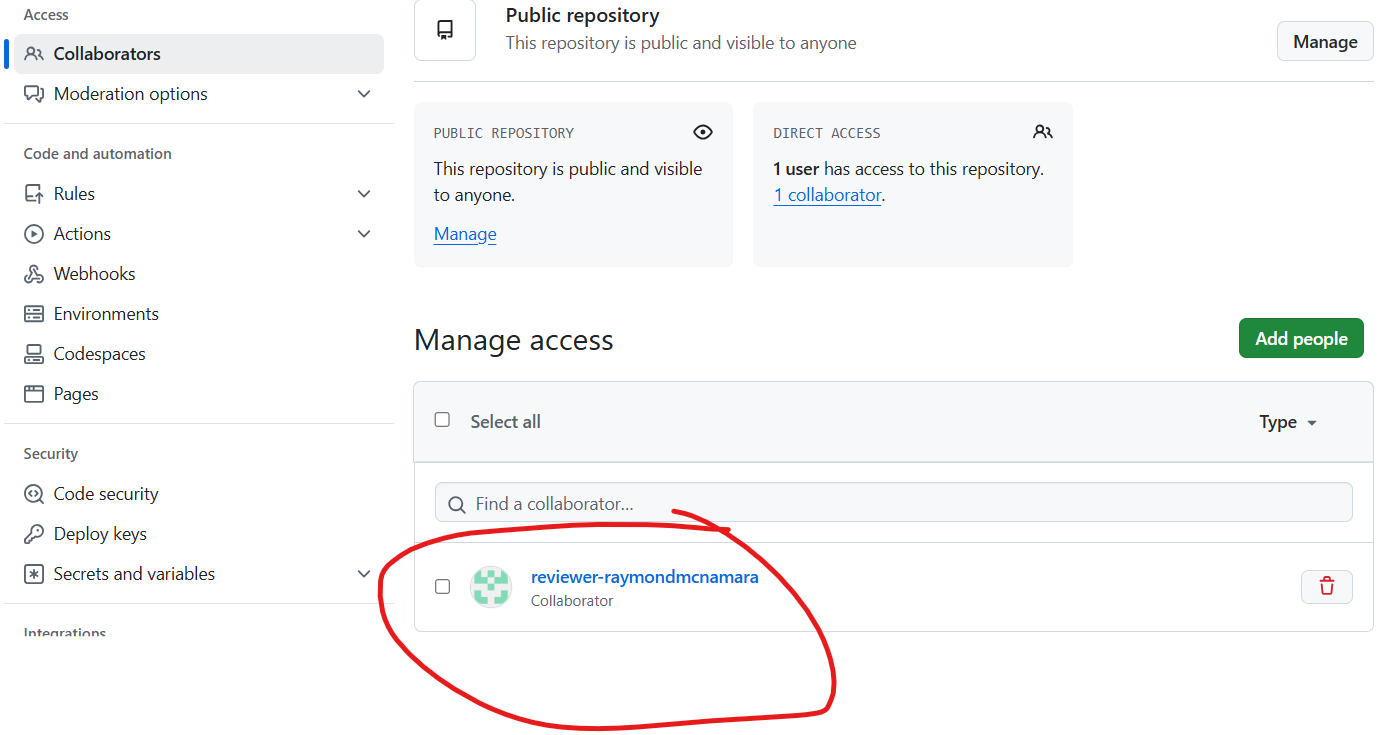 Access
Collaborators
Moderation options
Code and automation
Rules
Actions
Webhooks
Environments
Codespaces
Pages
Security
Code security
Deploy keys
Secrets and variables
Integrations
Public repository
This repository is public and visible to anyone
Manage
PUBLIC REPOSITORY
This repository is public and visible
to anyone.
Manage
DIRECT ACCESS
1 user has access to this repository.
1 collaborator.
Manage access
Add people
Select all
Type
Find a collaborator...
reviewer-raymondmcnamara
Collaborator